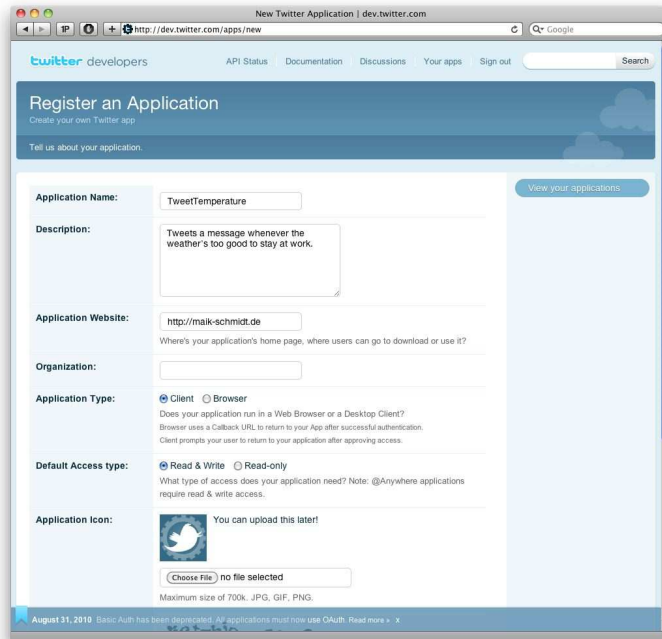 New Twitter Application | dev.twitter.com
1P
http://dev.twitter.com/apps/new
Google
twitter developers
API Status
Documentation
Discussions
Your apps
Sign out
Search
Register an Application
Create your own Twitter app
Tell us about your application.
View your applications
Application Name:
TweetTemperature
Description:
Tweets a message whenever the
weather's too good to stay at work.
Application Website:
http://maik-schmidt.de
Where's your application's home page, where users can go to download or use it?
Organization:
Application Type:
Client Browser
Does your application run in a Web Browser or a Desktop Client?
Browser uses a Callback URL to return to your App after successful authentication.
Client prompts your user to return to your application after approving access.
Default Access type:
Read & Write Read-only
What type of access does your application need? Note: @Anywhere applications
require read & write access.
Application Icon:
You can upload this later!
Choose File no file selected
Maximum size of 700k. JPG, GIF, PNG.
August 31, 2010 Basic Auth has been deprecated. All applications must now use OAuth. Read more » x